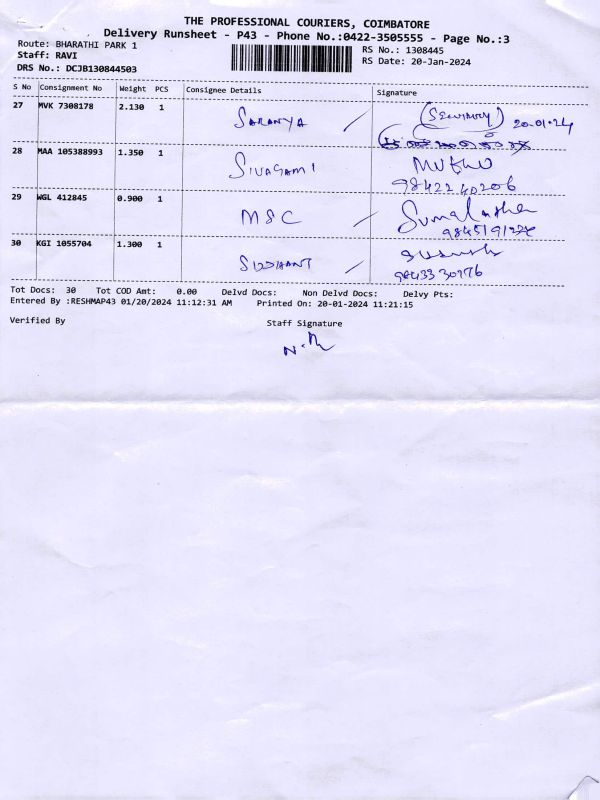 THE PROFESSIONAL COURIERS, COIMBATORE
Delivery Runsheet - P43 - Phone No.:0422-3505555 - Page No.:3
Route: BHARATHI PARK 1
RS No.: 1308445
Staff: RAVI
RS Date: 20-Jan-2024
DRS No.: DCJB130844503
S No Consignment No Weight PCS Consignee Details Signature
27 MVK 7308178 2.130 1 SARANYA 20.01.24
28 MAA 105388993 1.350 1 SIVAGAMI MUTHU
9842240206
29 WGL 412845 0.900 1 MSC
30 KGI 1055704 1.300 1 SIDDHANT
Tot Docs: 30 Tot COD Amt: 0.00 Delvd Docs: Non Delvd Docs: Delvy Pts:
Entered By :RESHMAP43 01/20/2024 11:12:31 AM Printed On: 20-01-2024 11:21:15
Verified By
Staff Signature